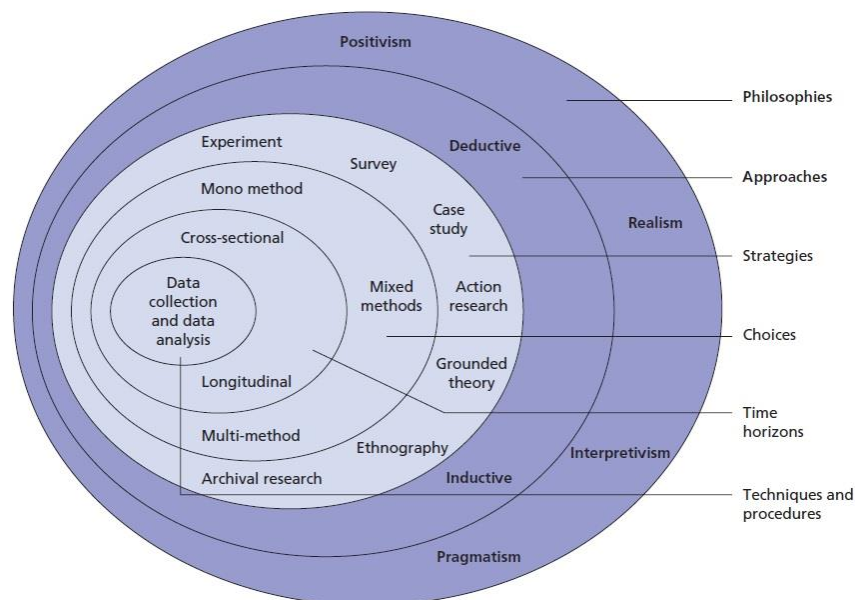 Positivism
Philosophies
Experiment
Deductive
Survey
Approaches
Mono method
Case
study
Realism
Cross-sectional
Strategies
Data
collection
and data
analysis
Mixed
methods
Action
research
Choices
Grounded
theory
Longitudinal
Time
horizons
Multi-method
Ethnography
Interpretivism
Archival research
Inductive
Techniques and
procedures
Pragmatism